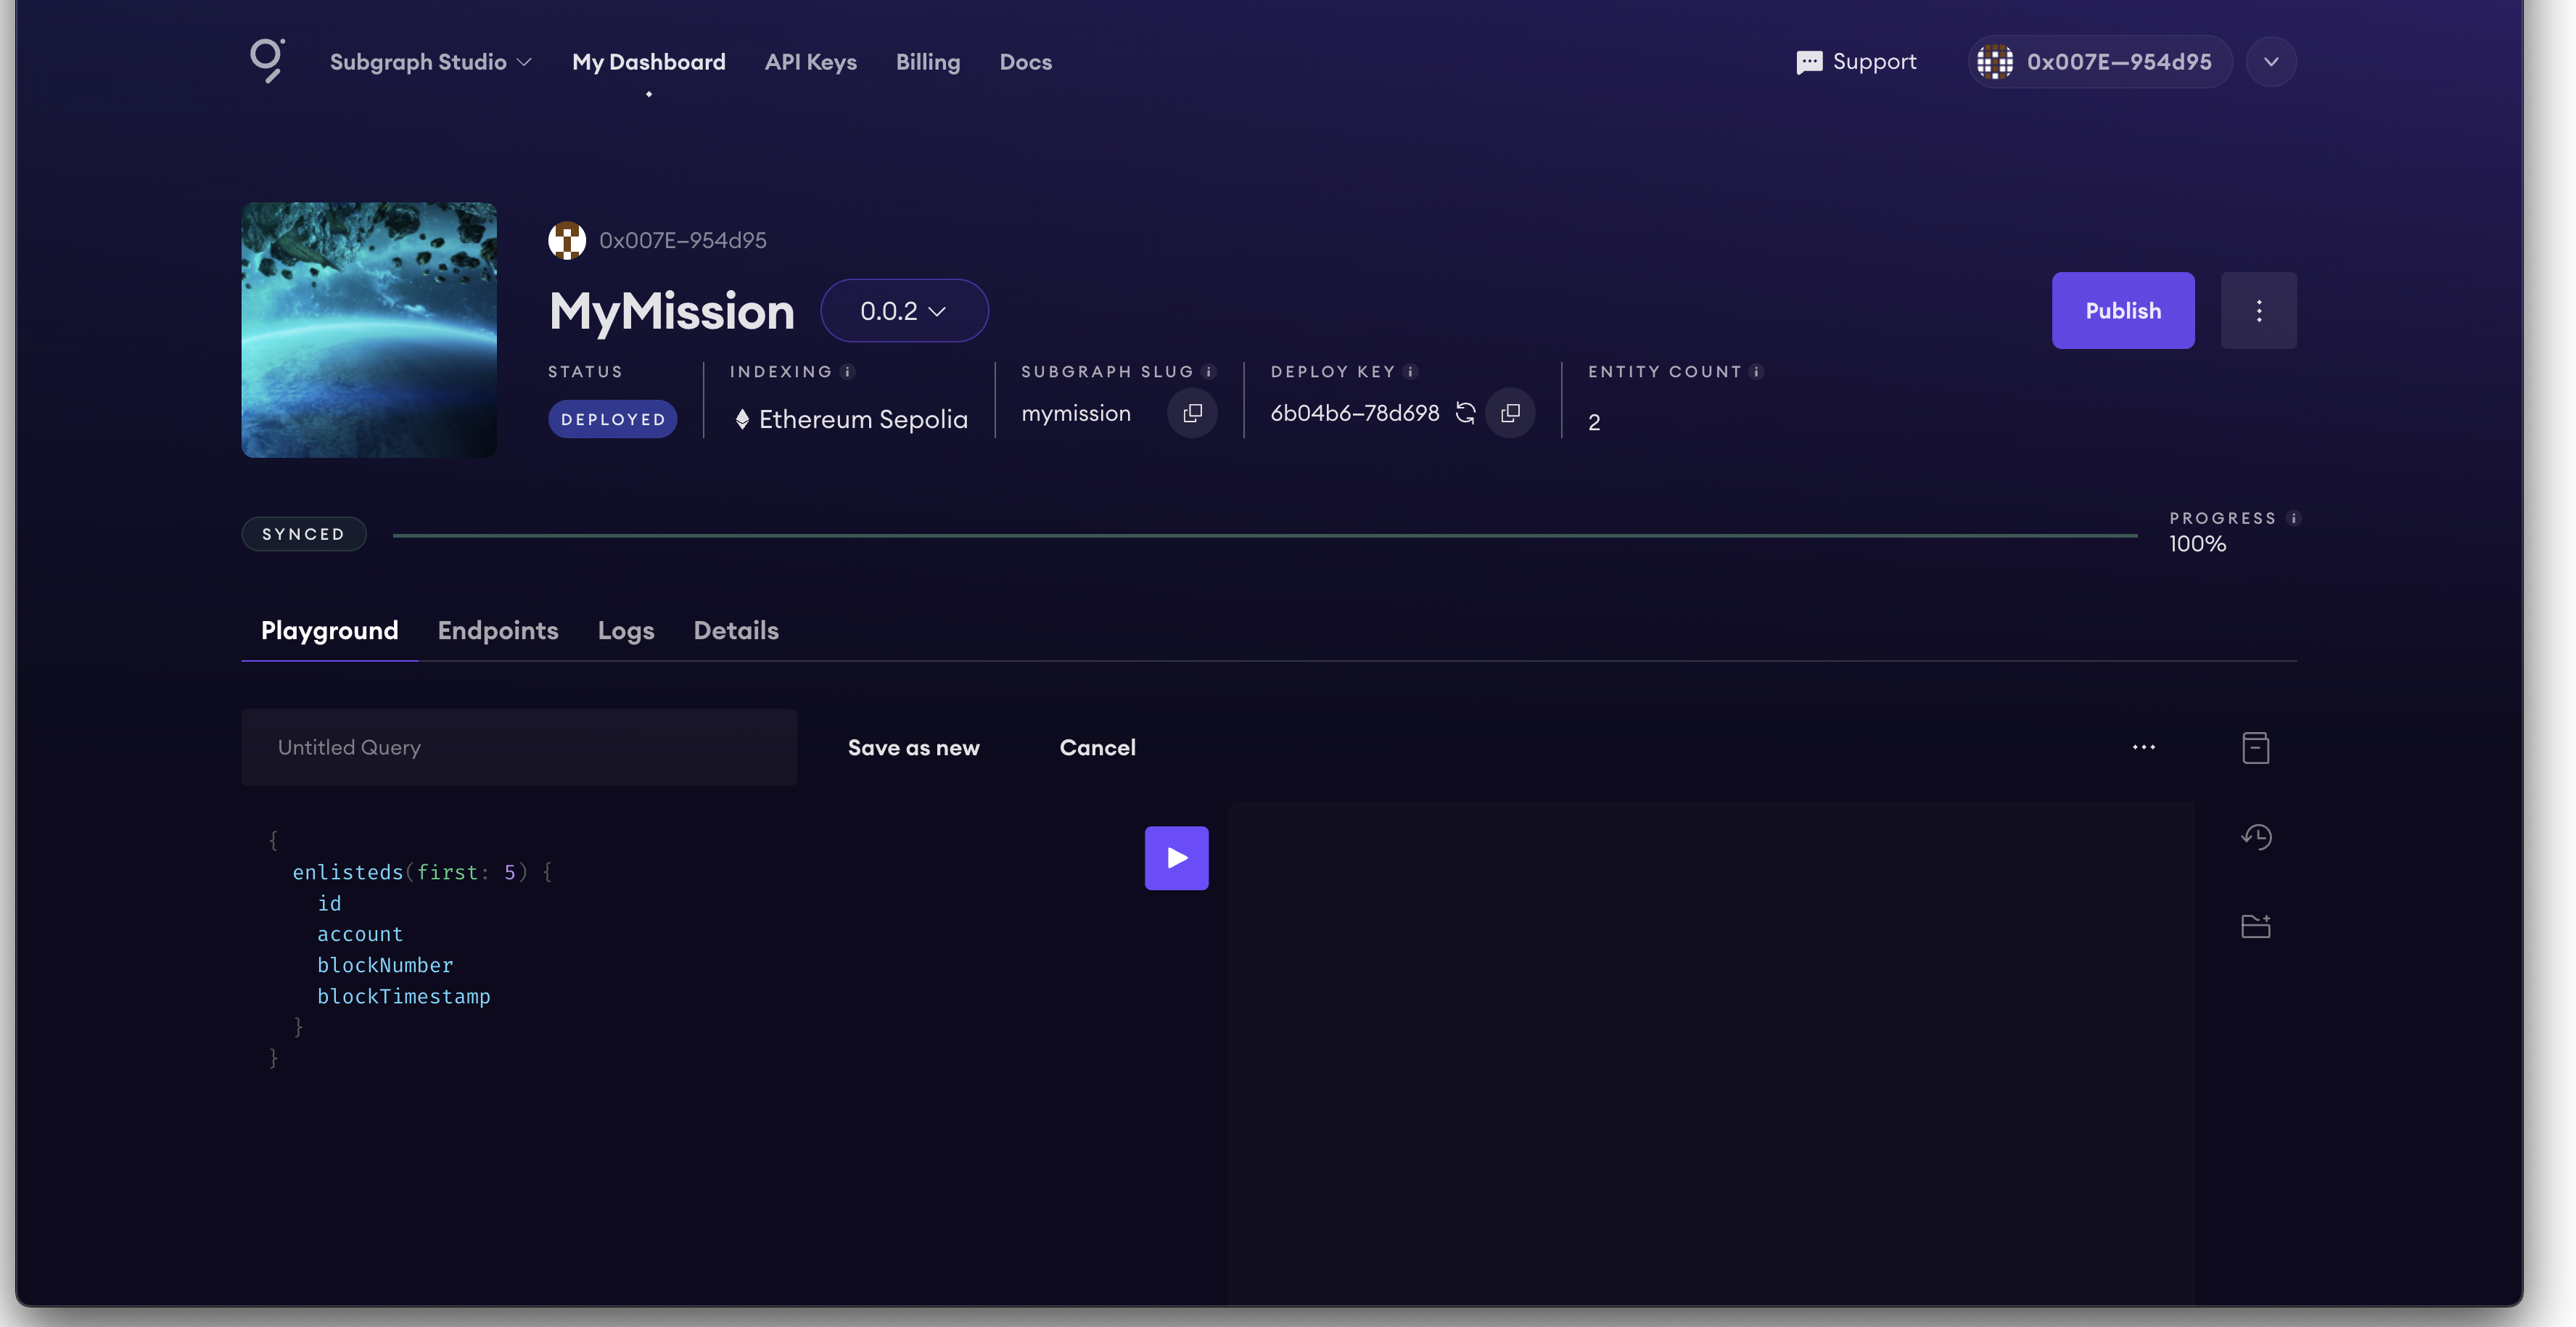 Subgraph Studio My Dashboard API Keys Billing Docs Support 0x007E—954d95
0x007E—954d95
MyMission 0.0.2 Publish
STATUS INDEXING SUBGRAPH SLUG DEPLOY KEY ENTITY COUNT
DEPLOYED Ethereum Sepolia mymission 6b04b6—78d698 2
SYNCED PROGRESS
100%
Playground Endpoints Logs Details
Untitled Query Save as new Cancel
{
enlisteds(first: 5) {
id
account
blockNumber
blockTimestamp
}
}